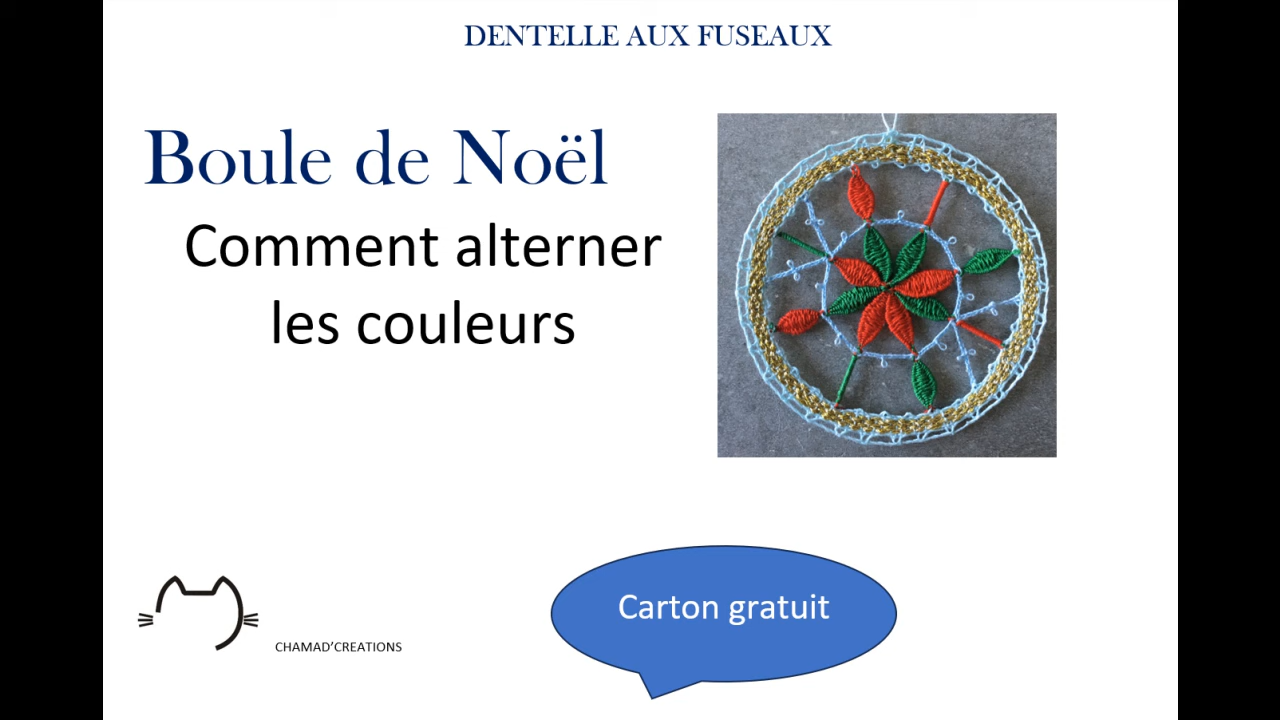 DENTELLE AUX FUSEAUX
Boule de Noël
Comment alterner
les couleurs
Carton gratuit
CHAMAD’CREATIONS